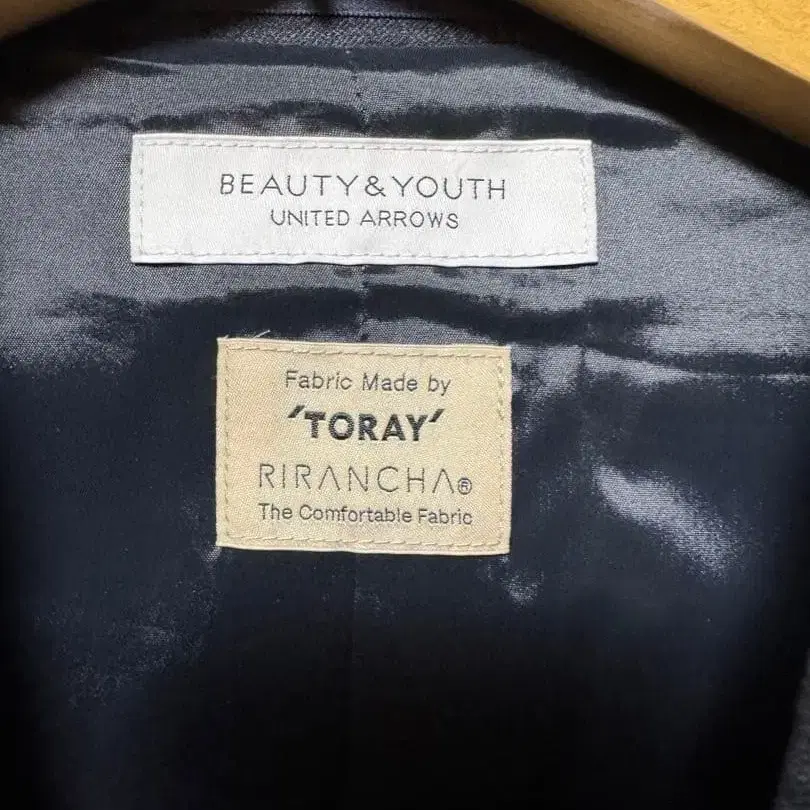 BEAUTY&YOUTH
UNITED ARROWS
Fabric Made by
'TORAY'
RIRANCHA®
The Comfortable Fabric